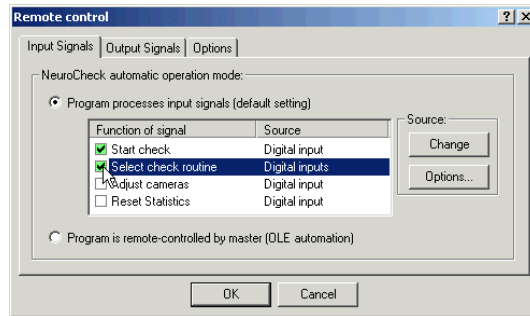 Remote control
Input Signals Output Signals Options
NeuroCheck automatic operation mode:
Program processes input signals (default setting)
Function of signal Source
Start check Digital input
Select check routine Digital inputs
Adjust cameras Digital input
Reset Statistics Digital input
Source:
Change
Options...
Program is remote-controlled by master (OLE automation)
OK Cancel